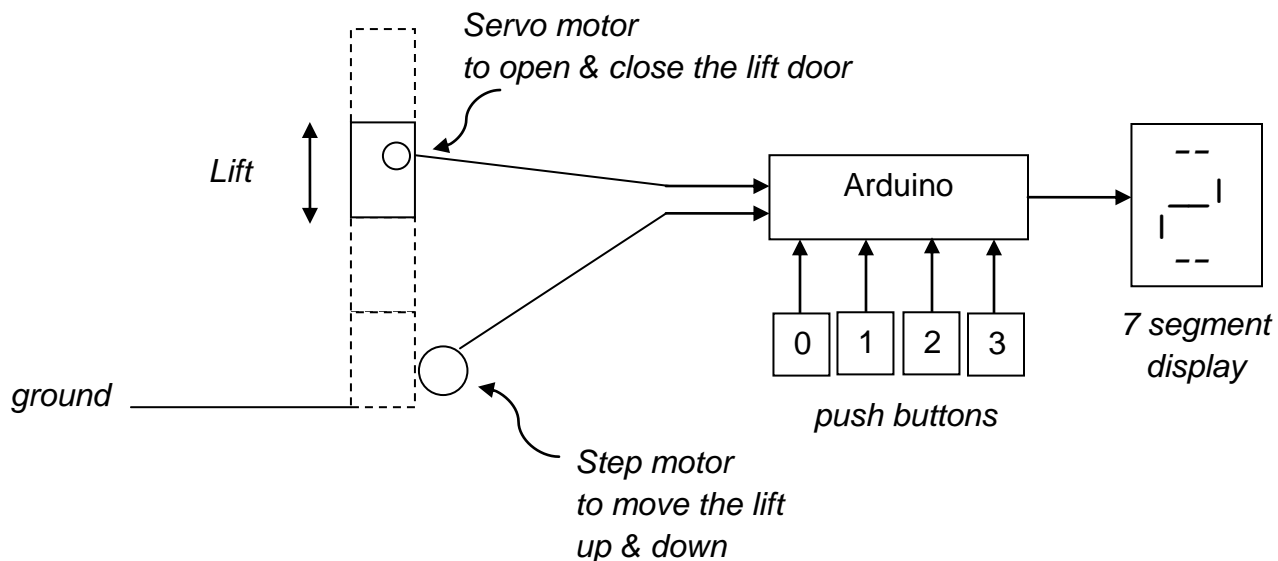 Servo motor
to open & close the lift door
Lift
Arduino
0 1 2 3
7 segment
display
ground
push buttons
Step motor
to move the lift
up & down